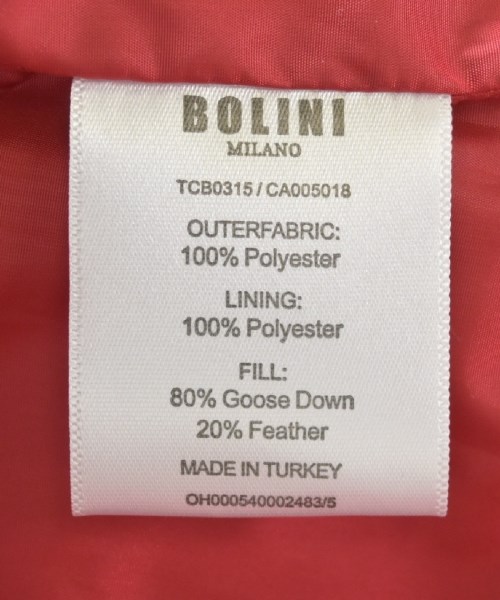 BOLINI
MILANO
TCB0315 / CA005018
OUTERFABRIC:
100% Polyester
LINING:
100% Polyester
FILL:
80% Goose Down
20% Feather
MADE IN TURKEY
OH000540002483/5